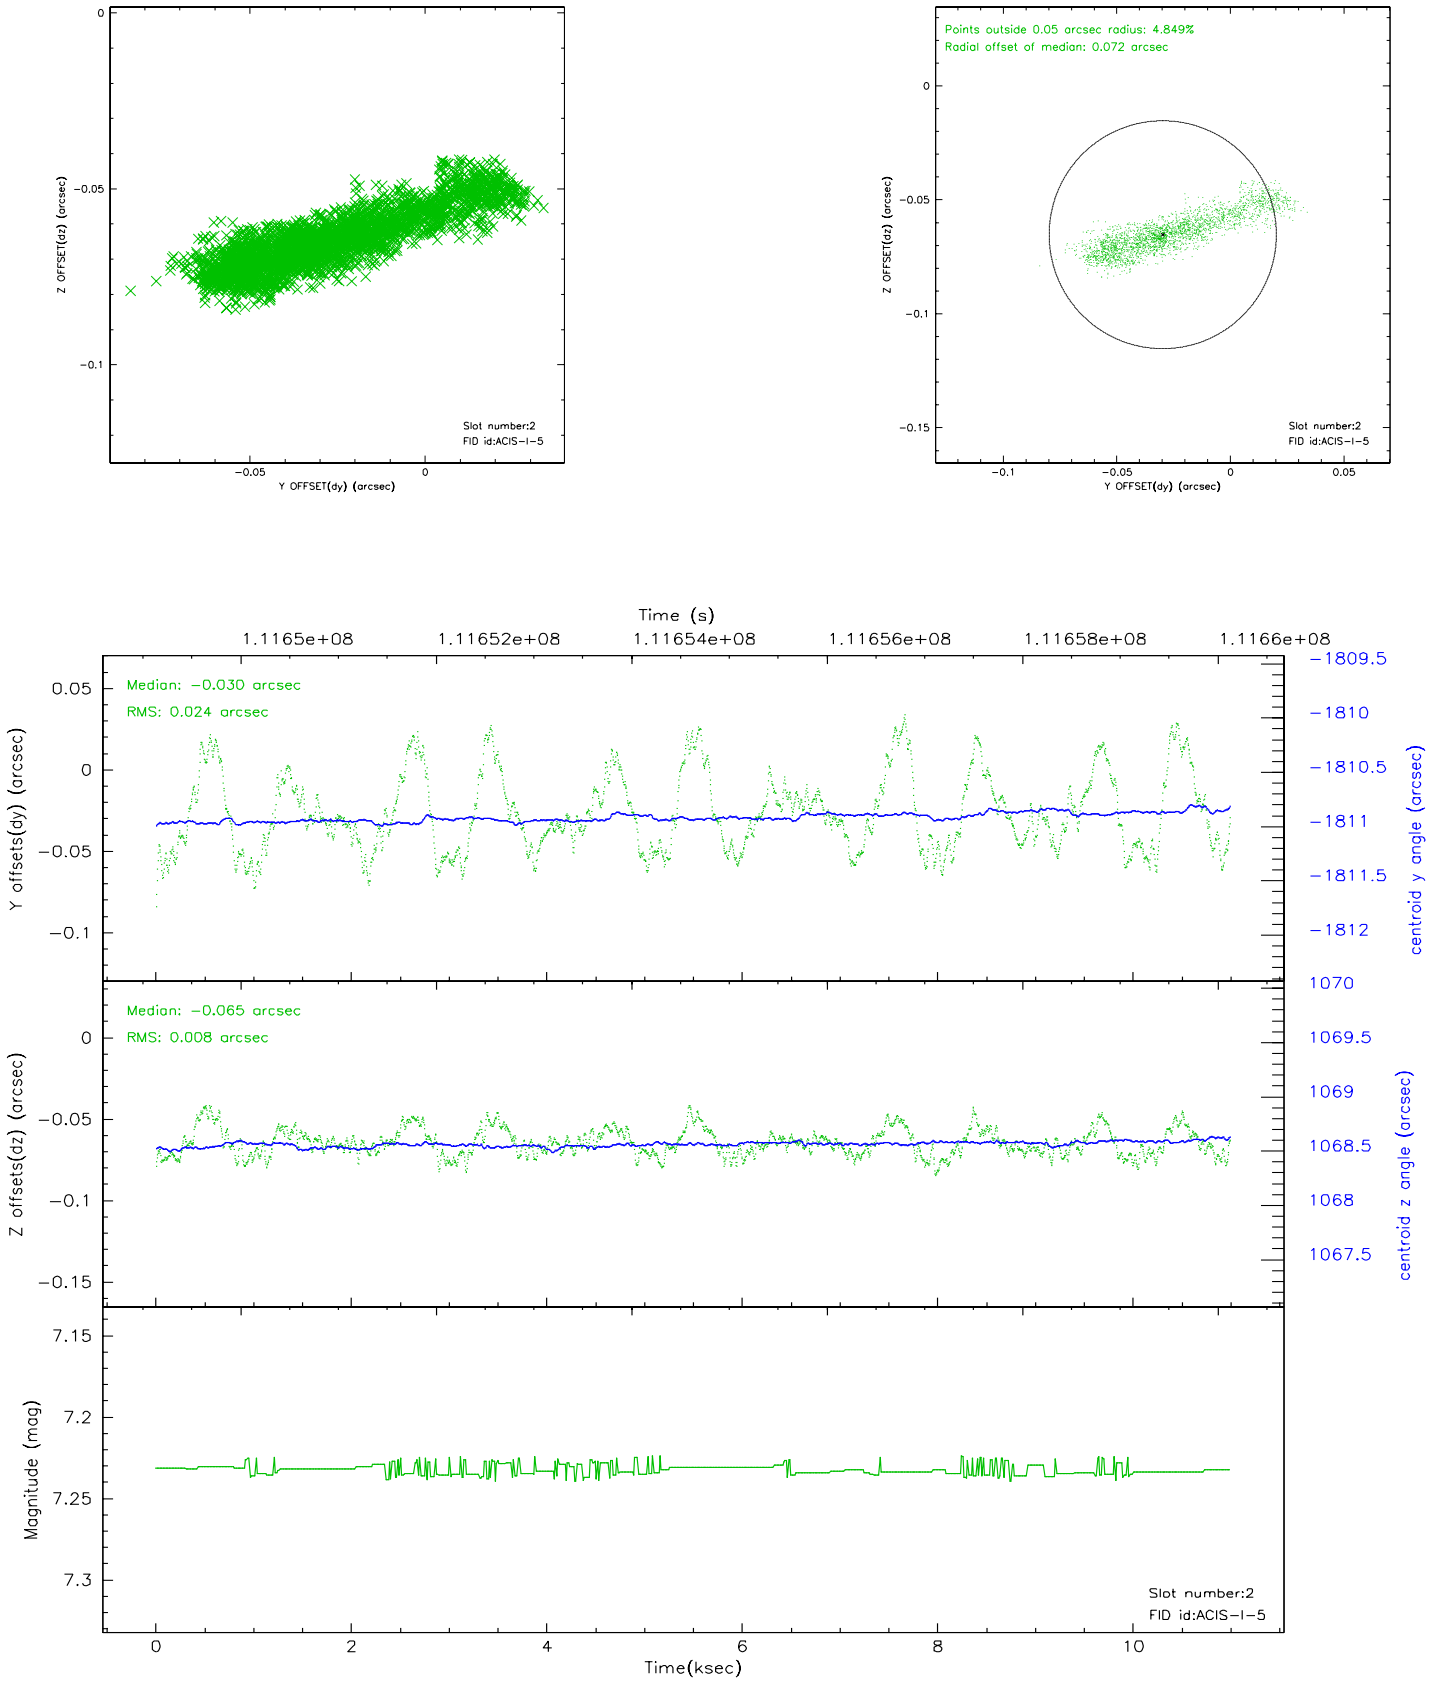 0
-0.05
-0.1
Z OFFSET(dz) (arcsec)
Slot number:2
FID id:ACIS-I-5
-0.05
0
Y OFFSET(dy) (arcsec)
Points outside 0.05 arcsec radius: 4.849%
Radial offset of median: 0.072 arcsec
0
-0.05
-0.1
-0.15
Z OFFSET(dz) (arcsec)
Slot number:2
FID id:ACIS-I-5
-0.1
-0.05
0
0.05
Y OFFSET(dy) (arcsec)
Time (s)
1.1165e+08
1.11652e+08
1.11654e+08
1.11656e+08
1.11658e+08
1.1166e+08
Median: -0.030 arcsec
RMS: 0.024 arcsec
0.05
0
-0.05
-0.1
Y offsets(dy) (arcsec)
-1809.5
-1810
-1810.5
-1811
-1811.5
-1812
centroid y angle (arcsec)
Median: -0.065 arcsec
RMS: 0.008 arcsec
0
-0.05
-0.1
-0.15
Z offsets(dz) (arcsec)
1070
1069.5
1069
1068.5
1068
1067.5
centroid z angle (arcsec)
7.15
7.2
7.25
7.3
Magnitude (mag)
Slot number:2
FID id:ACIS-I-5
0
2
4
6
8
10
Time(ksec)